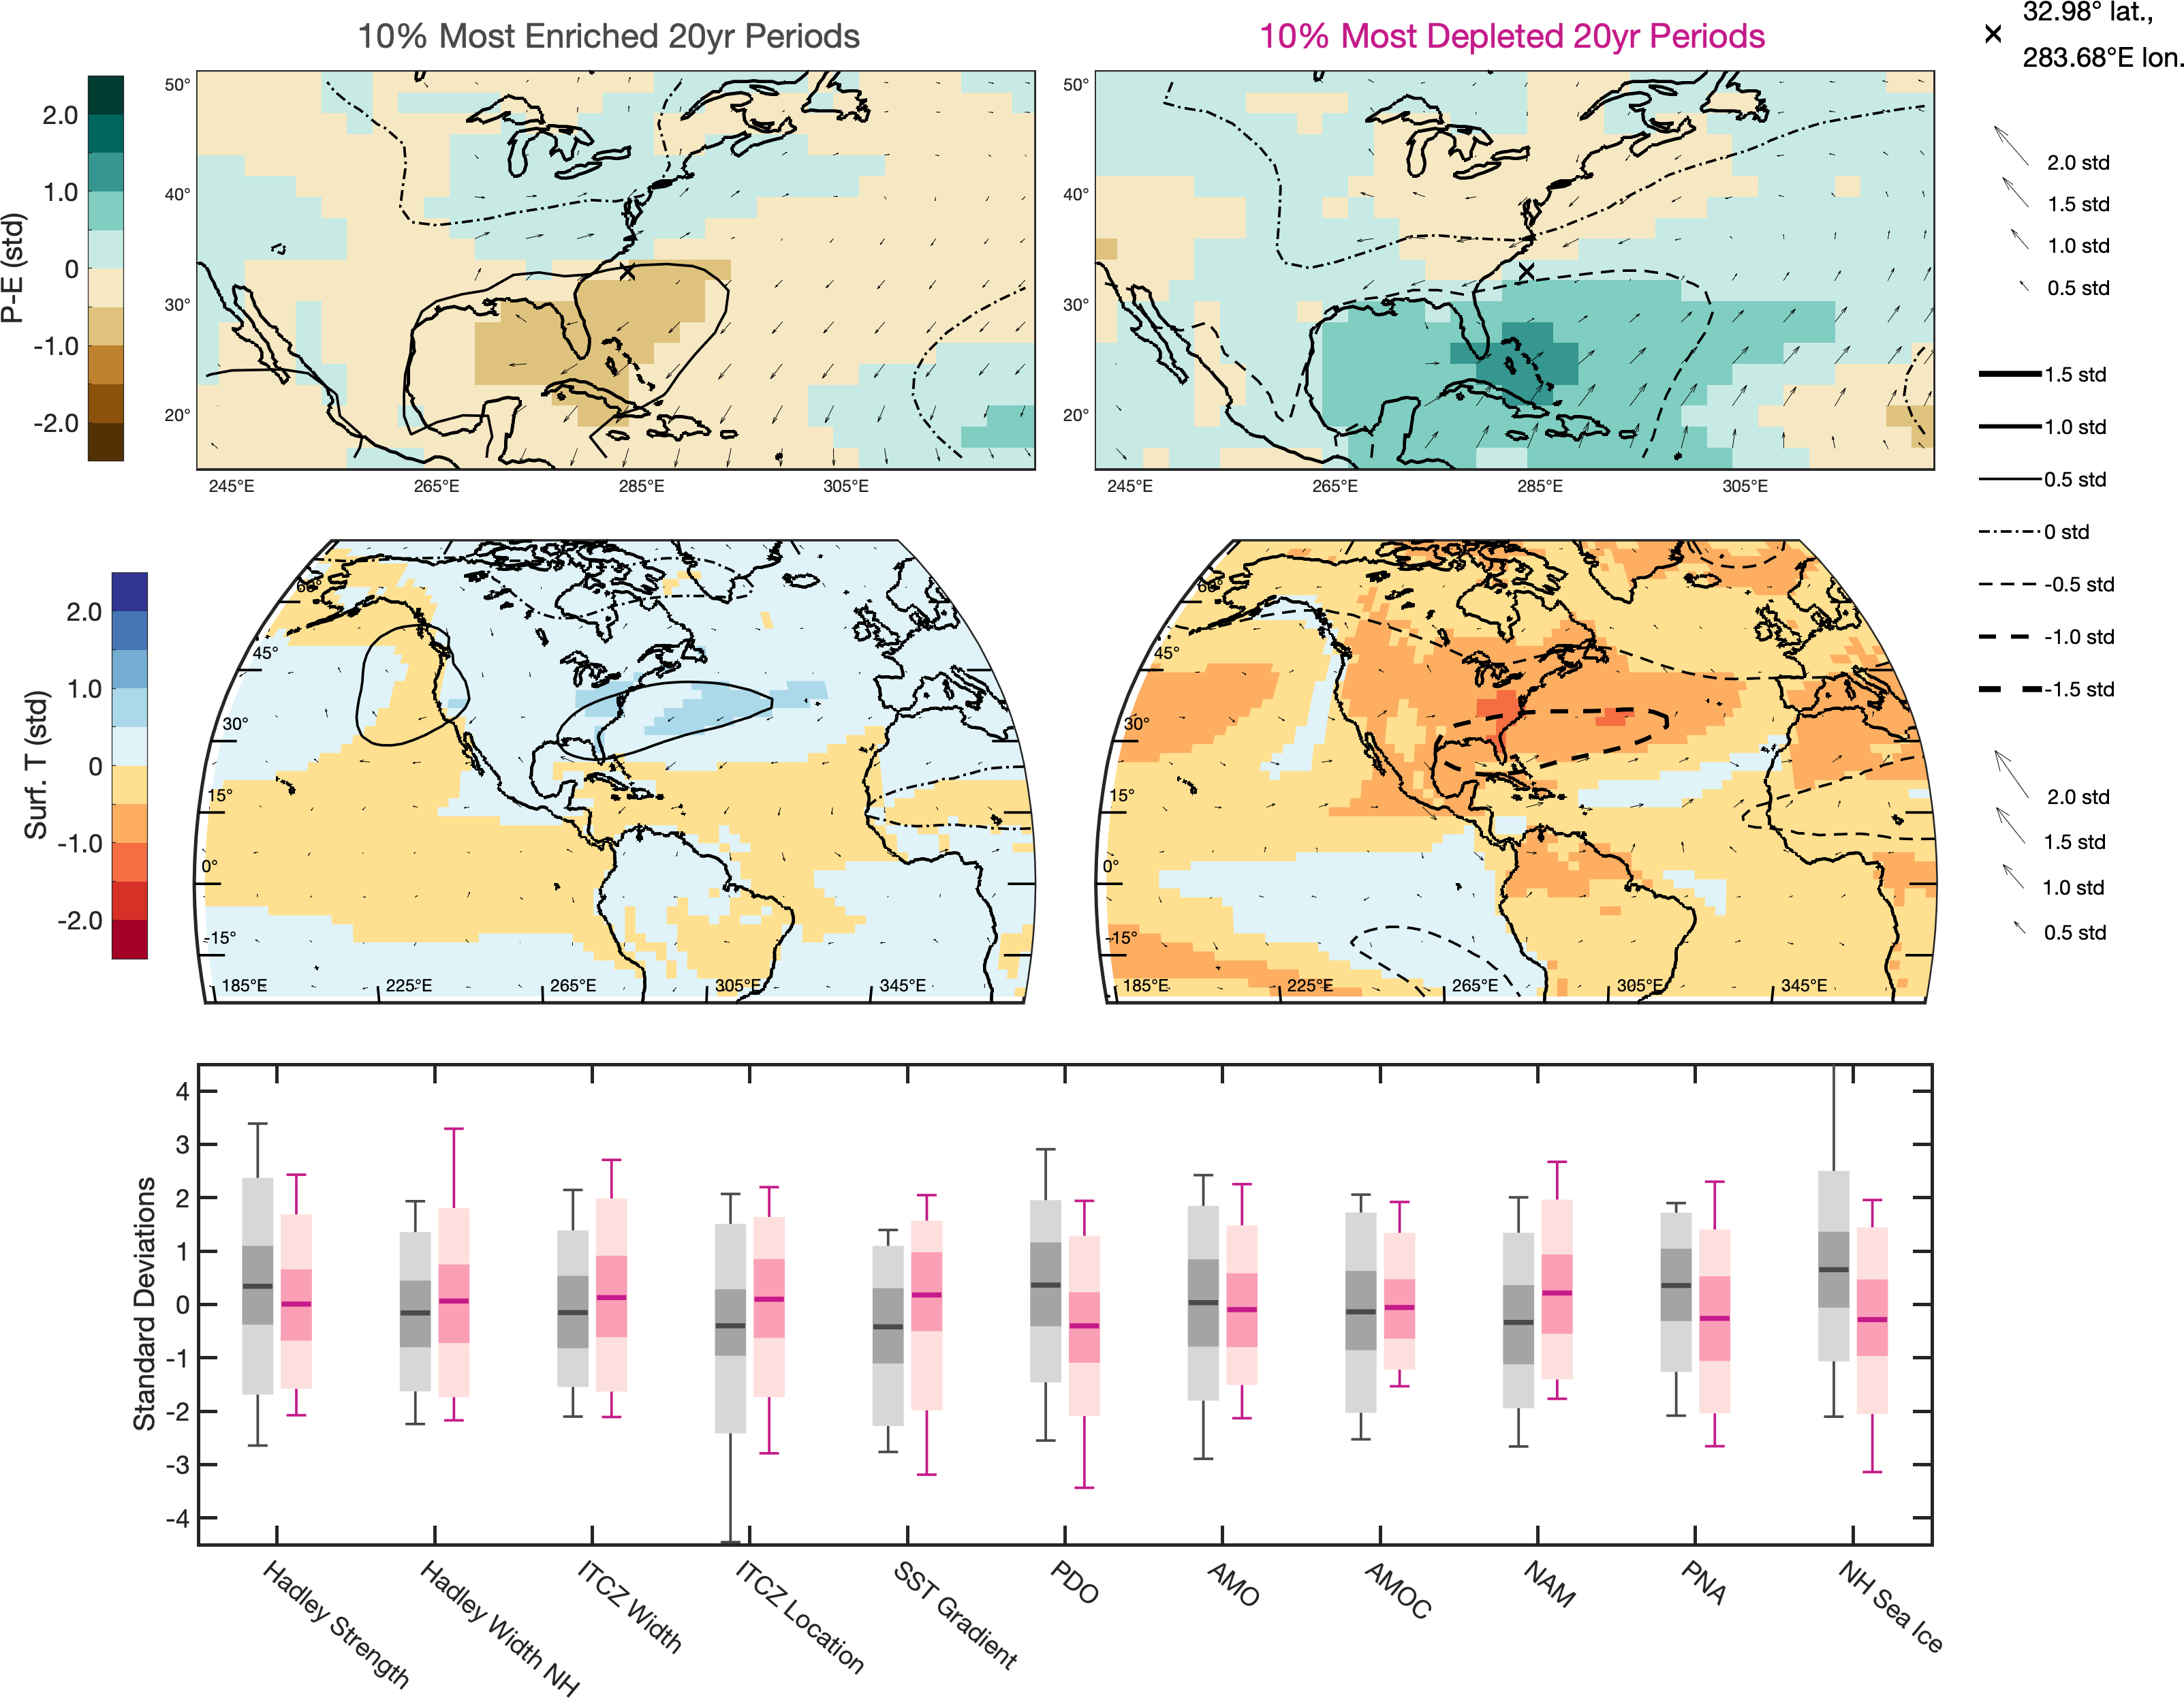 10% Most Enriched 20yr Periods
10% Most Depleted 20yr Periods
32.98° lat.,
283.68°E lon.
P-E (std)
2.0
1.0
0
-1.0
-2.0
50°
40°
30°
20°
245°E 265°E 285°E 305°E
50°
40°
30°
20°
245°E 265°E 285°E 305°E
2.0 std
1.5 std
1.0 std
0.5 std
1.5 std
1.0 std
0.5 std
0 std
-0.5 std
-1.0 std
-1.5 std
2.0 std
1.5 std
1.0 std
0.5 std
Surf. T (std)
2.0
1.0
0
-1.0
-2.0
60°
45°
30°
15°
0°
-15°
185°E 225°E 265°E 305°E 345°E
60°
45°
30°
15°
0°
-15°
185°E 225°E 265°E 305°E 345°E
Standard Deviations
4
3
2
1
0
-1
-2
-3
-4
Hadley Strength
Hadley Width NH
ITCZ Width
ITCZ Location
SST Gradient
PDO
AMO
AMOC
NAM
PNA
NH Sea Ice